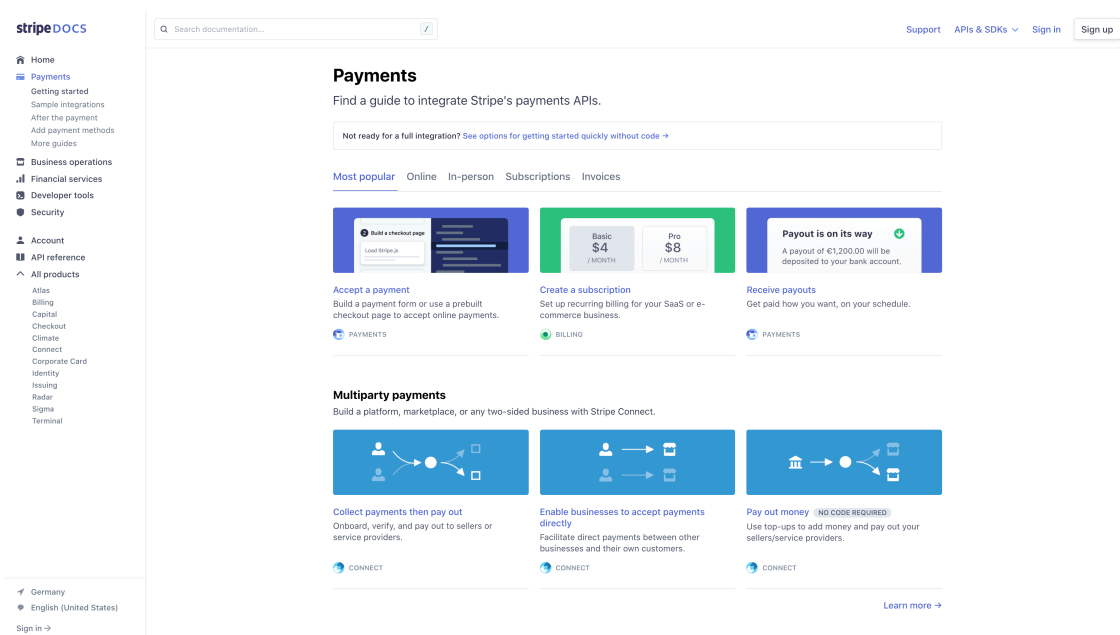 stripe DOCS
Search documentation...
/
Support
APIs & SDKs
Sign in
Sign up
Home
Payments
Getting started
Sample integrations
After the payment
Add payment methods
More guides
Business operations
Financial services
Developer tools
Security
Account
API reference
All products
Atlas
Billing
Capital
Checkout
Climate
Connect
Corporate Card
Identity
Issuing
Radar
Sigma
Terminal
Germany
English (United States)
Sign in →
Payments
Find a guide to integrate Stripe's payments APIs.
Not ready for a full integration? See options for getting started quickly without code →
Most popular
Online
In-person
Subscriptions
Invoices
2 Build a checkout page
Load Stripe.js
Accept a payment
Build a payment form or use a prebuilt
checkout page to accept online payments.
PAYMENTS
Basic
$4
/ MONTH
Pro
$8
/ MONTH
Create a subscription
Set up recurring billing for your SaaS or e-
commerce business.
BILLING
Payout is on its way
A payout of €1,200.00 will be
deposited to your bank account.
Receive payouts
Get paid how you want, on your schedule.
PAYMENTS
Multiparty payments
Build a platform, marketplace, or any two-sided business with Stripe Connect.
Collect payments then pay out
Onboard, verify, and pay out to sellers or
service providers.
CONNECT
Enable businesses to accept payments
directly
Facilitate direct payments between other
businesses and their own customers.
CONNECT
Pay out money NO CODE REQUIRED
Use top-ups to add money and pay out your
sellers/service providers.
CONNECT
Learn more →